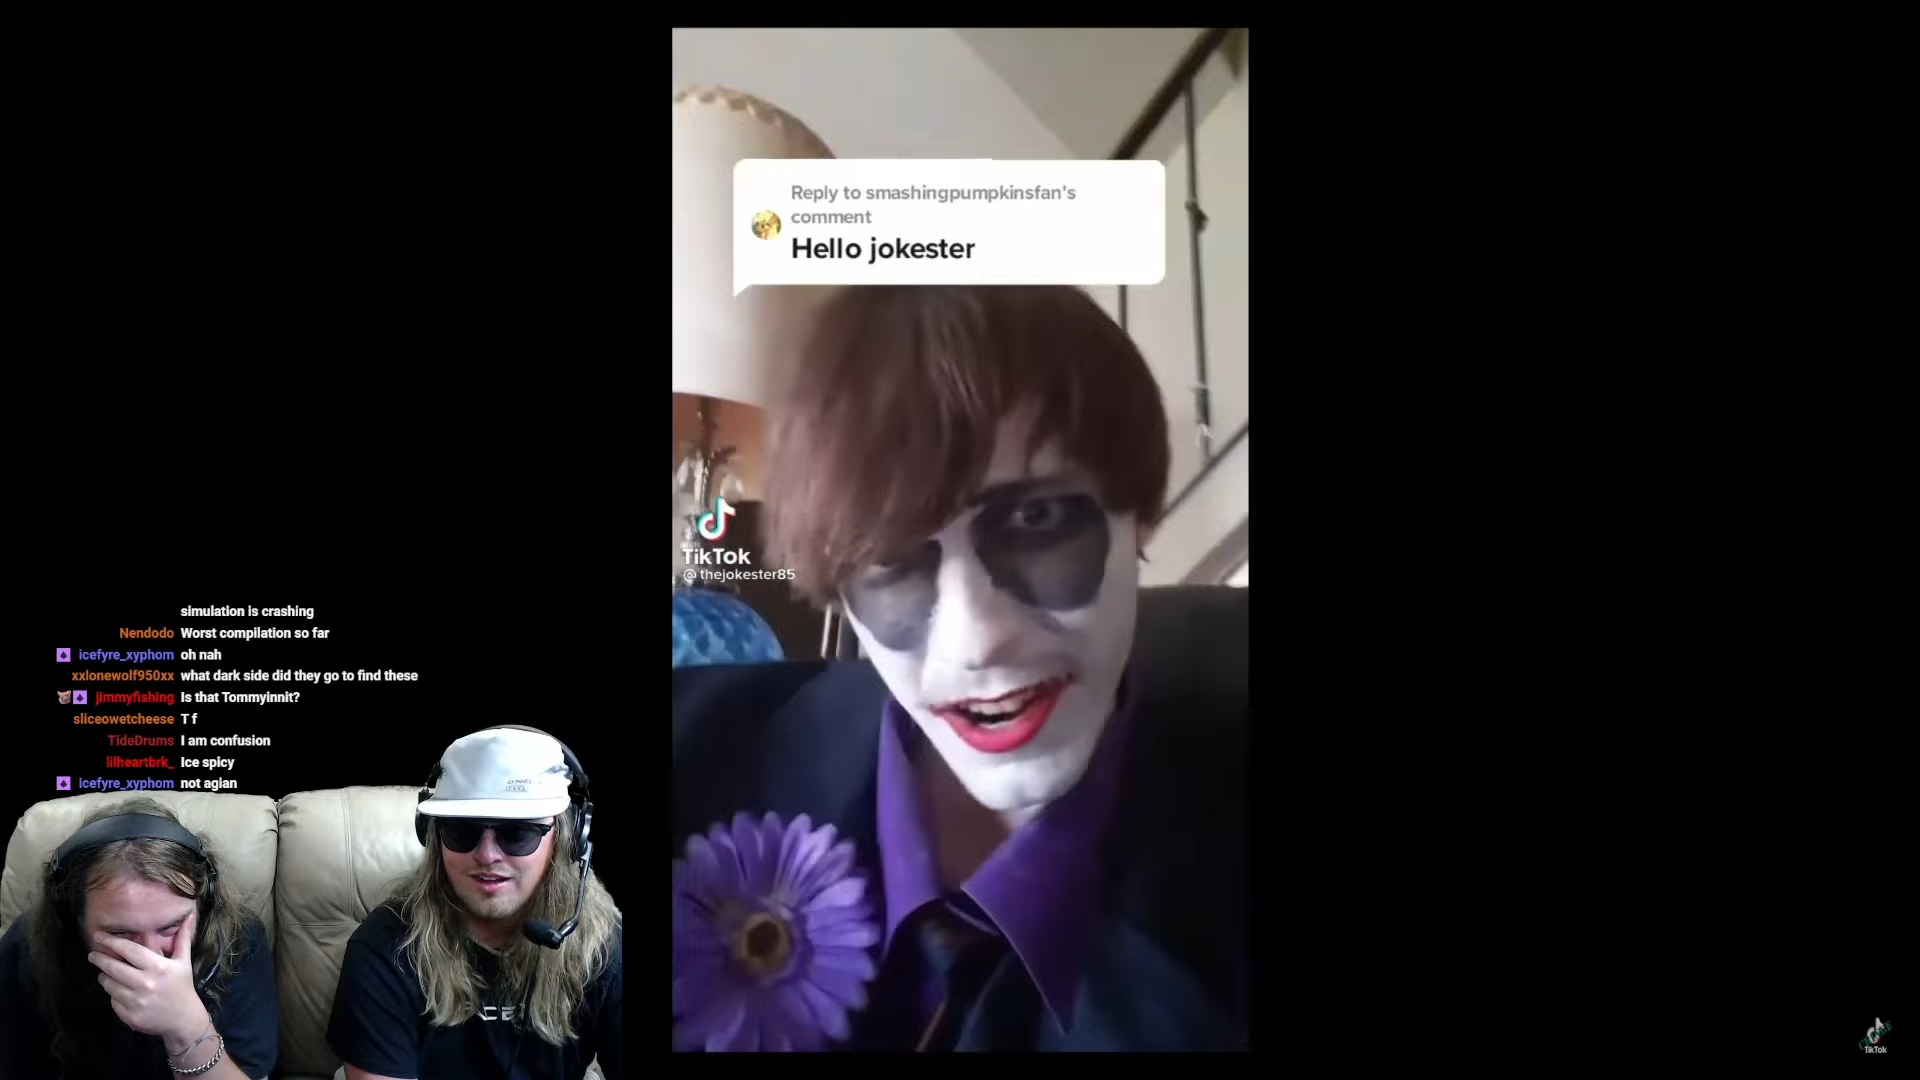 Reply to smashingpumpkinsfan's
comment
Hello jokester
TikTok
@thejokester85
simulation is crashing
Nendodo Worst compilation so far
icefyre_xyphom oh nah
xxlonewolf950xx what dark side did they go to find these
jimmyfishing Is that Tommyinnit?
sliceowetcheese T f
TideDrums I am confusion
lilheartbrk_ Ice spicy
icefyre_xyphom not agian
TikTok